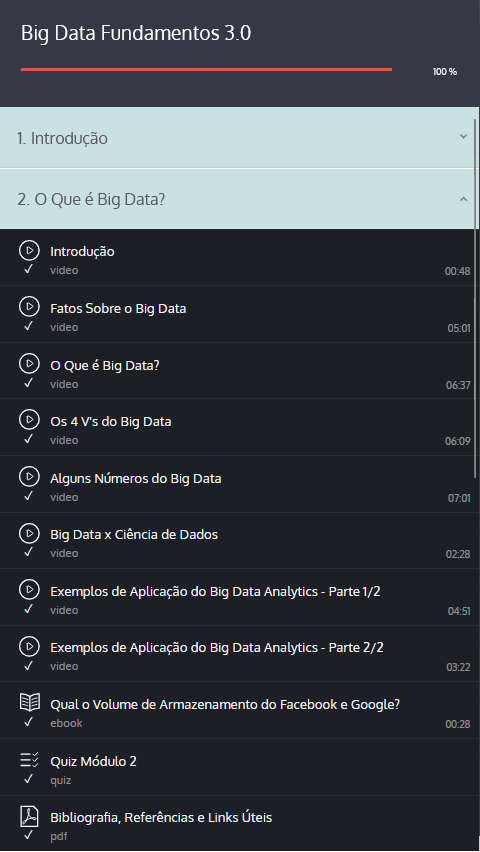 Big Data Fundamentos 3.0
100 %
1. Introdução
2. O Que é Big Data?
Introdução
video
00:48
Fatos Sobre o Big Data
video
05:01
O Que é Big Data?
video
06:37
Os 4 V's do Big Data
video
06:09
Alguns Números do Big Data
video
07:01
Big Data x Ciência de Dados
video
02:28
Exemplos de Aplicação do Big Data Analytics - Parte 1/2
video
04:51
Exemplos de Aplicação do Big Data Analytics - Parte 2/2
video
03:22
Qual o Volume de Armazenamento do Facebook e Google?
ebook
00:28
Quiz Módulo 2
quiz
Bibliografia, Referências e Links Úteis
pdf